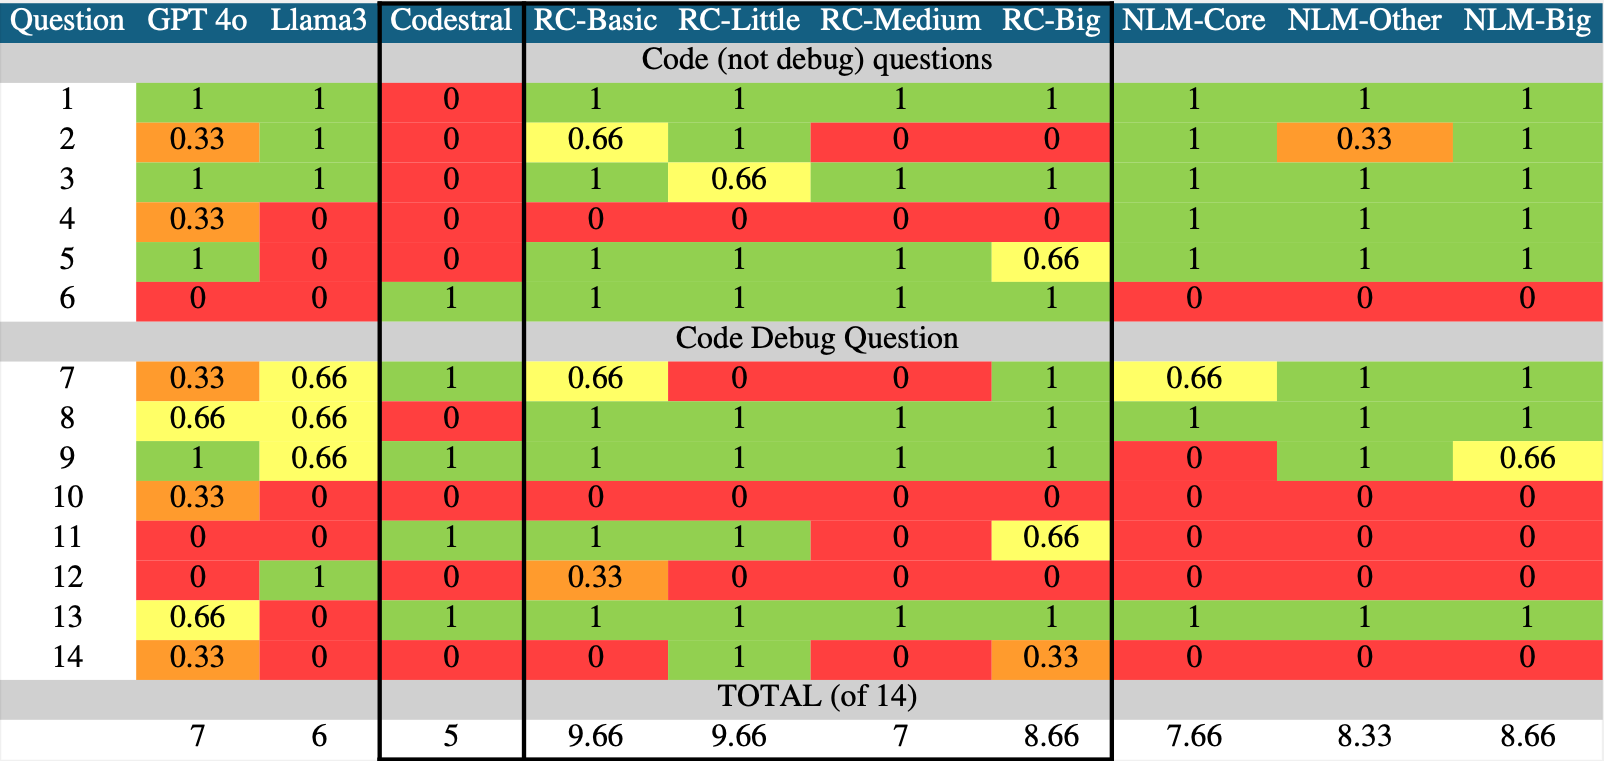 Question GPT 4o Llama3 Codestral RC-Basic RC-Little RC-Medium RC-Big NLM-Core NLM-Other NLM-Big
Code (not debug) questions
1 1 1 0 1 1 1 1 1 1 1
2 0.33 1 0 0.66 1 0 0 1 0.33 1
3 1 1 0 1 0.66 1 1 1 1 1
4 0.33 0 0 0 0 0 0 1 1 1
5 1 0 0 1 1 1 0.66 1 1 1
6 0 0 1 1 1 1 1 0 0 0
Code Debug Question
7 0.33 0.66 1 0.66 0 0 1 0.66 1 1
8 0.66 0.66 0 1 1 1 1 1 1 1
9 1 0.66 1 1 1 1 1 0 1 0.66
10 0.33 0 0 0 0 0 0 0 0 0
11 0 0 1 1 1 0 0.66 0 0 0
12 0 1 0 0.33 0 0 0 0 0 0
13 0.66 0 1 1 1 1 1 1 1 1
14 0.33 0 0 0 1 0 0.33 0 0 0
TOTAL (of 14)
7 6 5 9.66 9.66 7 8.66 7.66 8.33 8.66